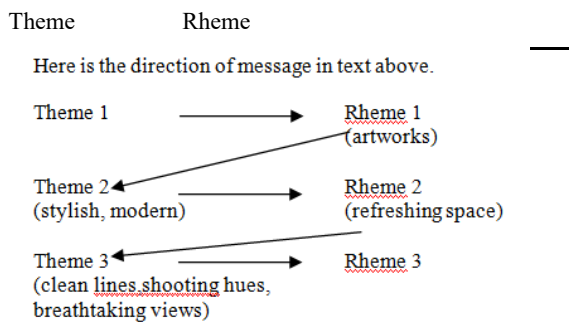 Theme Rheme
Here is the direction of message in text above.
Theme 1 Rheme 1
(artworks)
Theme 2 Rheme 2
(stylish, modern) (refreshing space)
Theme 3 Rheme 3
(clean lines,shooting hues,
breathtaking views)